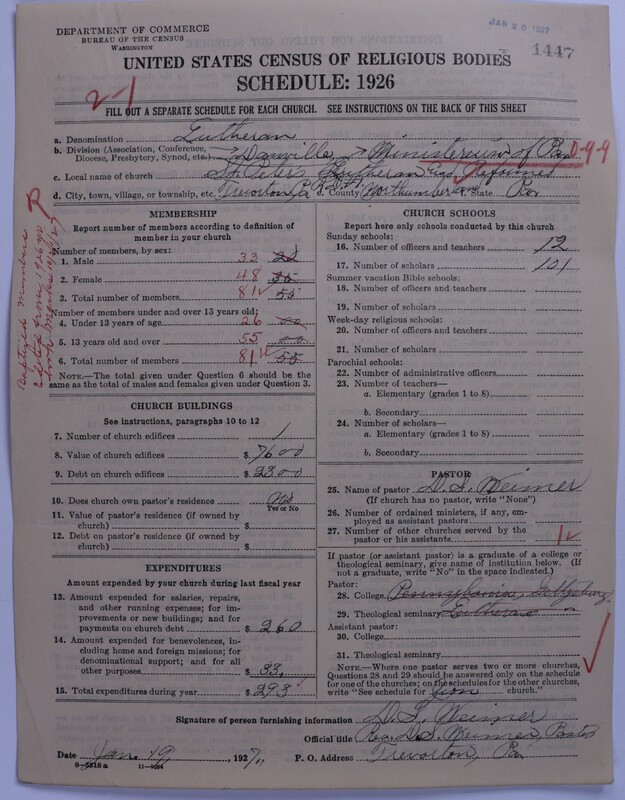 DEPARTMENT OF COMMERCE
BUREAU OF THE CENSUS
WASHINGTON
JAN 20 1927
1447
UNITED STATES CENSUS OF RELIGIOUS BODIES
SCHEDULE: 1926
2-1
FILL OUT A SEPARATE SCHEDULE FOR EACH CHURCH. SEE INSTRUCTIONS ON THE BACK OF THIS SHEET
a. Denomination Lutheran
b. Division (Association, Conference, Diocese, Presbytery, Synod, etc.) Danville, Ministerium of Pa. 0-9-9
c. Local name of church St. Peters Lutheran and Reformed
d. City, town, village, or township, etc. Trevorton, Pa d. County Northumberland f. State Pa
MEMBERSHIP
Report number of members according to definition of
member in your church
Number of members, by sex:
1. Male 33
2. Female 48 35
3. Total number of members 81 55
Number of members under and over 13 years old:
4. Under 13 years of age 26 00
5. 13 years old and over 55 00
6. Total number of members 81 55
NOTE.—The total given under Question 6 should be the
same as the total of males and females given under Question 3.
Baptized Members
CHURCH BUILDINGS
See instructions, paragraphs 10 to 12
7. Number of church edifices 1
8. Value of church edifices $ 7600
9. Debt on church edifices $ 2300
10. Does church own pastor's residence No
Yes or No
11. Value of pastor's residence (if owned by
church) $
12. Debt on pastor's residence (if owned by
church) $
EXPENDITURES
Amount expended by your church during last fiscal year
13. Amount expended for salaries, repairs,
and other running expenses; for im-
provements or new buildings; and for
payments on church debt $ 260
14. Amount expended for benevolences, in-
cluding home and foreign missions; for
denominational support; and for all
other purposes $ 33.
15. Total expenditures during year $ 293
CHURCH SCHOOLS
Report here only schools conducted by this church
Sunday schools:
16. Number of officers and teachers 12
17. Number of scholars 101
Summer vacation Bible schools:
18. Number of officers and teachers
19. Number of scholars
Week-day religious schools:
20. Number of officers and teachers
21. Number of scholars
Parochial schools:
22. Number of administrative officers
23. Number of teachers—
a. Elementary (grades 1 to 8)
b. Secondary
24. Number of scholars—
a. Elementary (grades 1 to 8)
b. Secondary
PASTOR
25. Name of pastor D. S. Weimer
(If church has no pastor, write "None")
26. Number of ordained ministers, if any, em-
ployed as assistant pastors
27. Number of other churches served by the
pastor or his assistants 1
If pastor (or assistant pastor) is a graduate of a college or
theological seminary, give name of institution below. (If
not a graduate, write "No" in the space indicated.)
Pastor:
28. College Pennsylvania, Gettysburg
29. Theological seminary Lutheran
Assistant pastor:
30. College
31. Theological seminary
NOTE.—Where one pastor serves two or more churches,
Questions 28 and 29 should be answered only on the schedule
for one of the churches; on the schedules for the other churches,
write "See schedule for Zion church."
Signature of person furnishing information D. S. Weimer
Official title Rev. D. S. Weimer, Pastor
Date Jan. 19, 1927. P. O. Address Trevorton, Pa